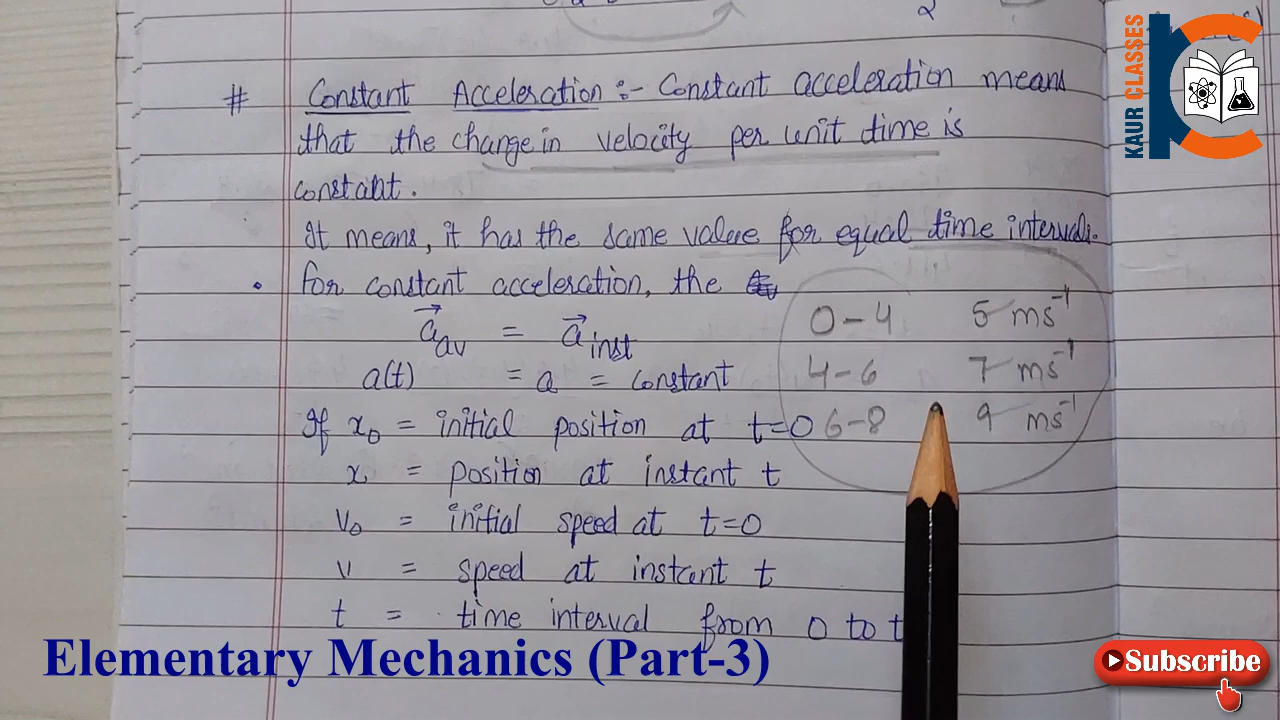 KAUR CLASSES
# Constant Acceleration :- Constant acceleration means
that the change in velocity per unit time is
constant.
It means, it has the same value for equal time intervals.
• For constant acceleration, the
a⃗av = a⃗inst
a(t) = a = constant
0-4 5 ms⁻¹
4-6 7 ms⁻¹
6-8 9 ms⁻¹
If x₀ = initial position at t=0
x = position at instant t
v₀ = initial speed at t=0
v = speed at instant t
t = time interval from 0 to t
Elementary Mechanics (Part-3)
Subscribe